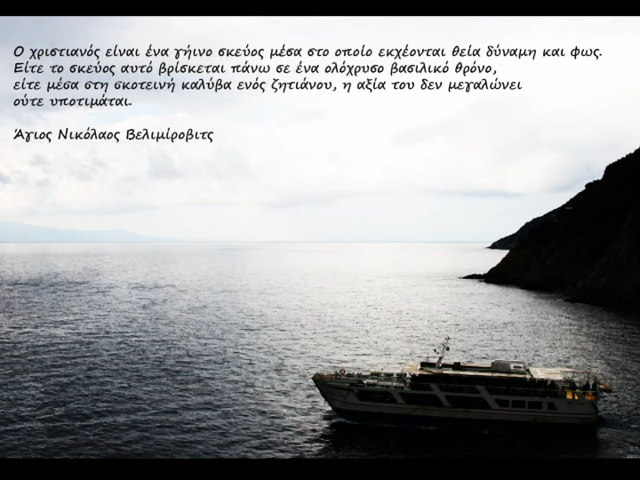 Ο χριστιανός είναι ένα γήινο σκεύος μέσα στο οποίο εκχέονται θεία δύναμη και φως.
Είτε το σκεύος αυτό βρίσκεται πάνω σε ένα ολόχρυσο βασιλικό θρόνο,
είτε μέσα στη σκοτεινή καλύβα ενός ζητιάνου, η αξία του δεν μεγαλώνει
ούτε υποτιμάται.
Άγιος Νικόλαος Βελιμίροβιτς